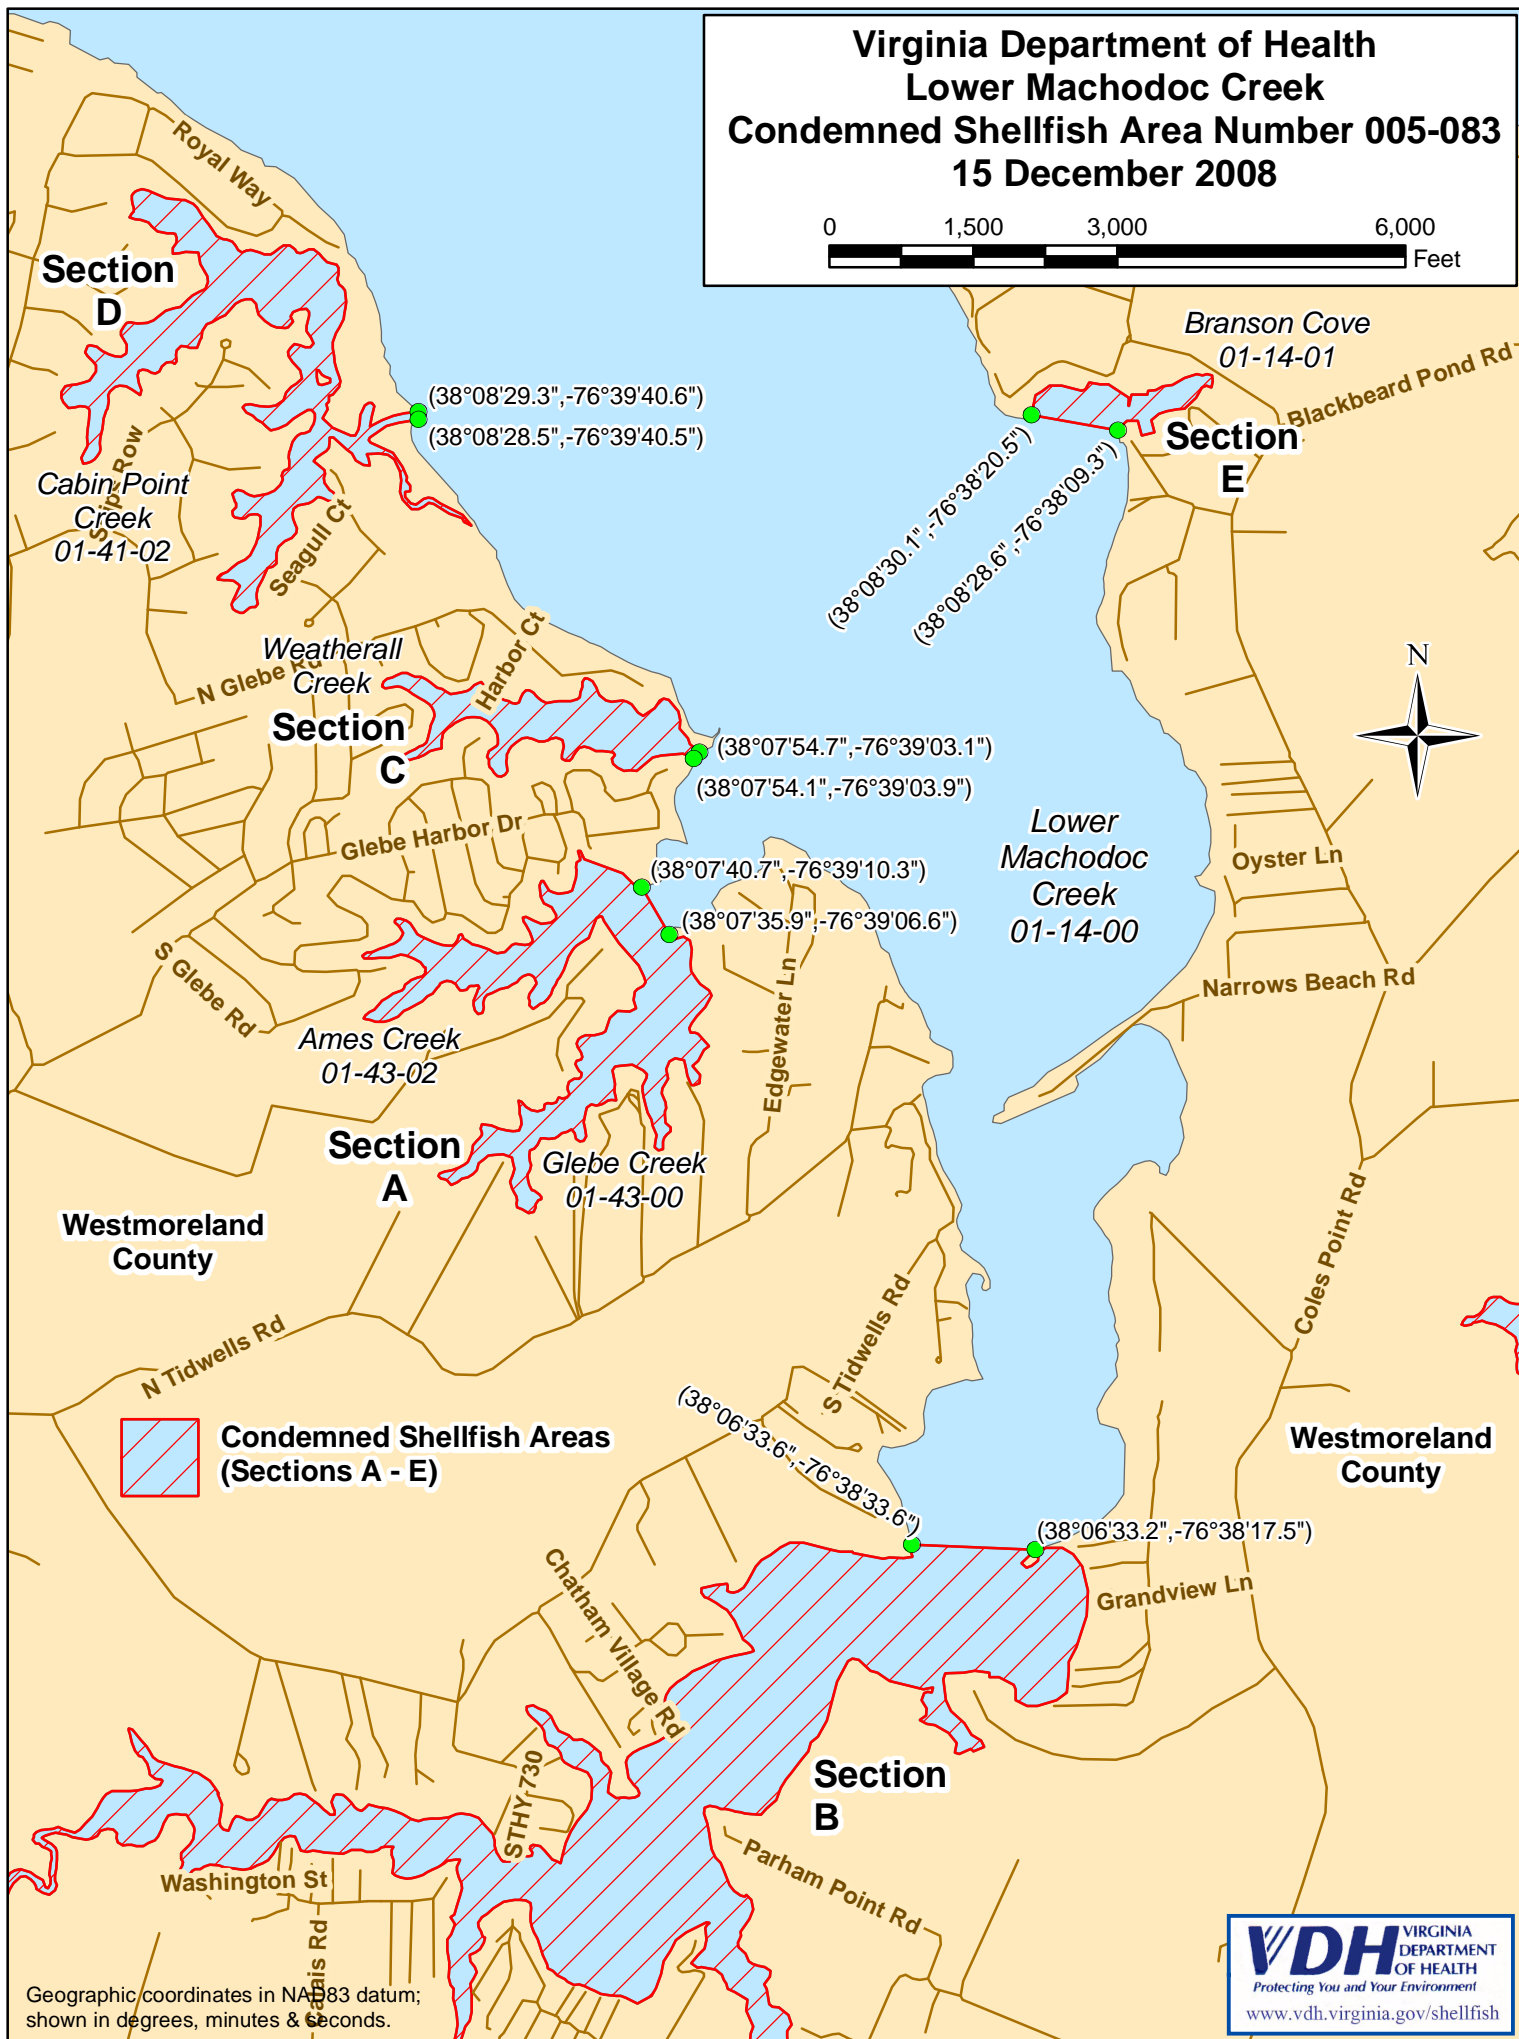 Virginia Department of Health
Lower Machodoc Creek
Condemned Shellfish Area Number 005-083
15 December 2008
0 1,500 3,000 6,000
Feet
Royal Way
Section
D
Branson Cove
01-14-01
Blackbeard Pond Rd
(38°08'29.3",-76°39'40.6")
(38°08'28.5",-76°39'40.5")
Section
E
(38°08'30.1",-76°38'20.5")
(38°08'28.6",-76°38'09.3")
Ships Row
Cabin Point
Creek
01-41-02
Seagull Ct
Harbor Ct
Weatherall
Creek
N Glebe Rd
N
Section
C
(38°07'54.7",-76°39'03.1")
(38°07'54.1",-76°39'03.9")
Glebe Harbor Dr
Lower
Machodoc
Creek
01-14-00
Oyster Ln
(38°07'40.7",-76°39'10.3")
(38°07'35.9",-76°39'06.6")
S Glebe Rd
Edgewater Ln
Narrows Beach Rd
Ames Creek
01-43-02
Section
A
Glebe Creek
01-43-00
Westmoreland
County
Coles Point Rd
N Tidwells Rd
S Tidwells Rd
(38°06'33.6",-76°38'33.6")
Condemned Shellfish Areas
(Sections A - E)
Westmoreland
County
(38°06'33.2",-76°38'17.5")
Grandview Ln
Chatham Village Rd
STHY 730
Section
B
Parham Point Rd
Washington St
Calais Rd
Geographic coordinates in NAD83 datum;
shown in degrees, minutes & seconds.
VDH
VIRGINIA
DEPARTMENT
OF HEALTH
Protecting You and Your Environment
www.vdh.virginia.gov/shellfish